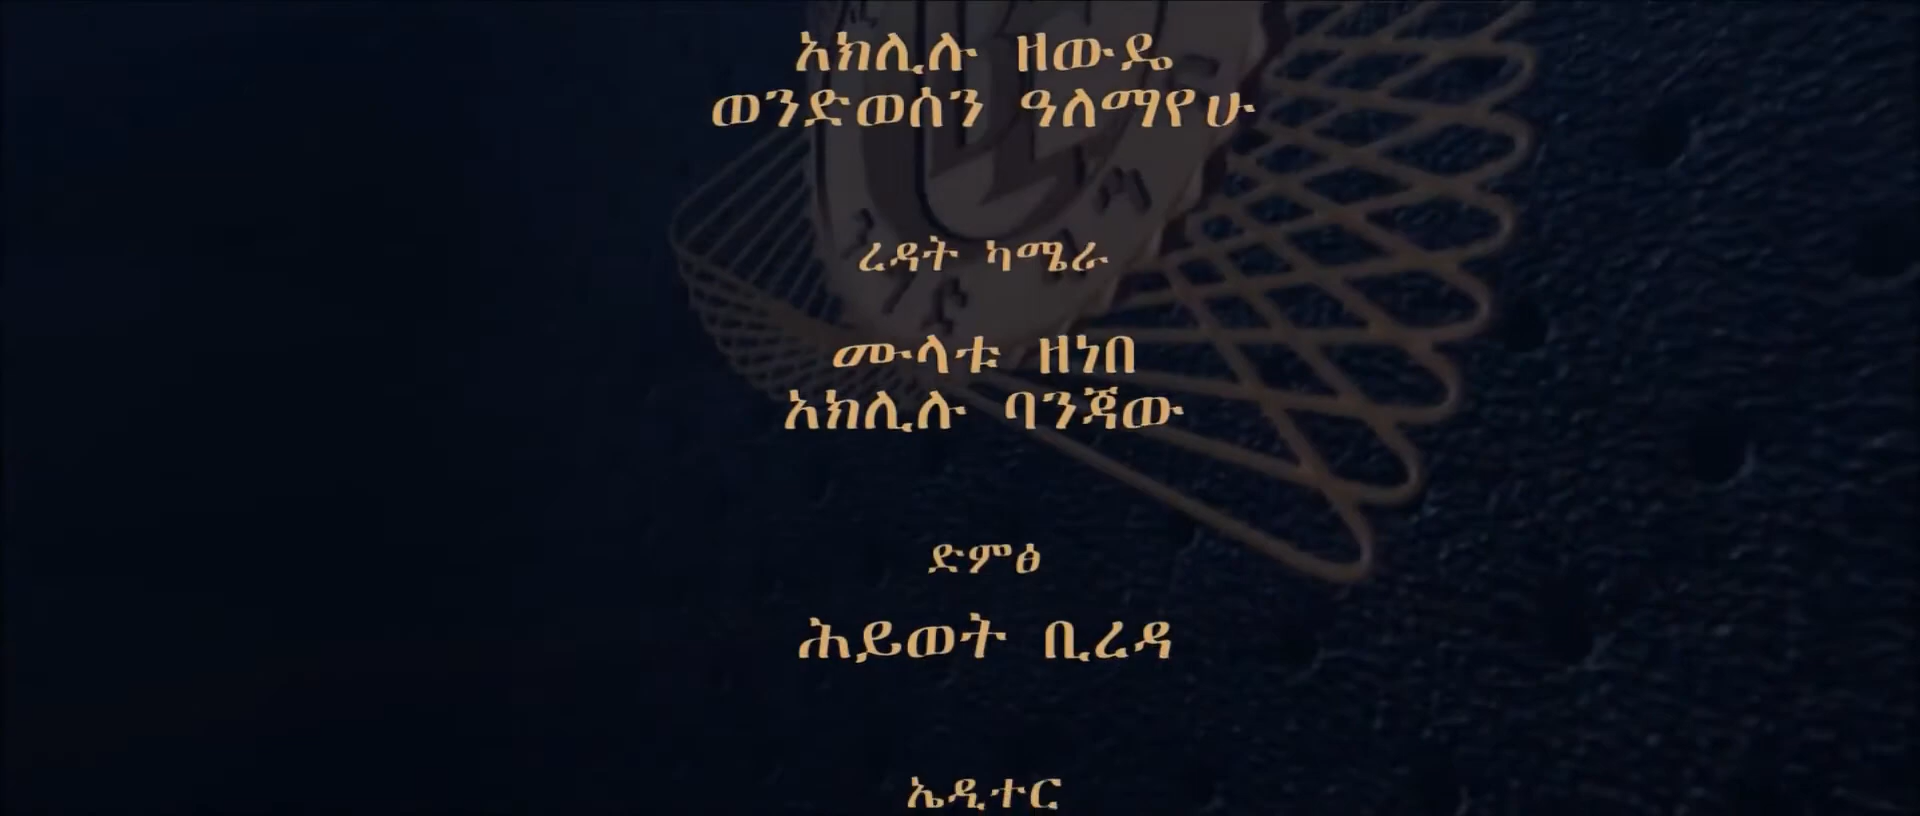 አክሊሉ ዘውዴ
ወንድወሰን ዓለማየሁ
ረዳት ካሜራ
ሙላቱ ዘነበ
አክሊሉ ባንጃው
ድምፅ
ሕይወት ቢረዳ
ኤዲተር